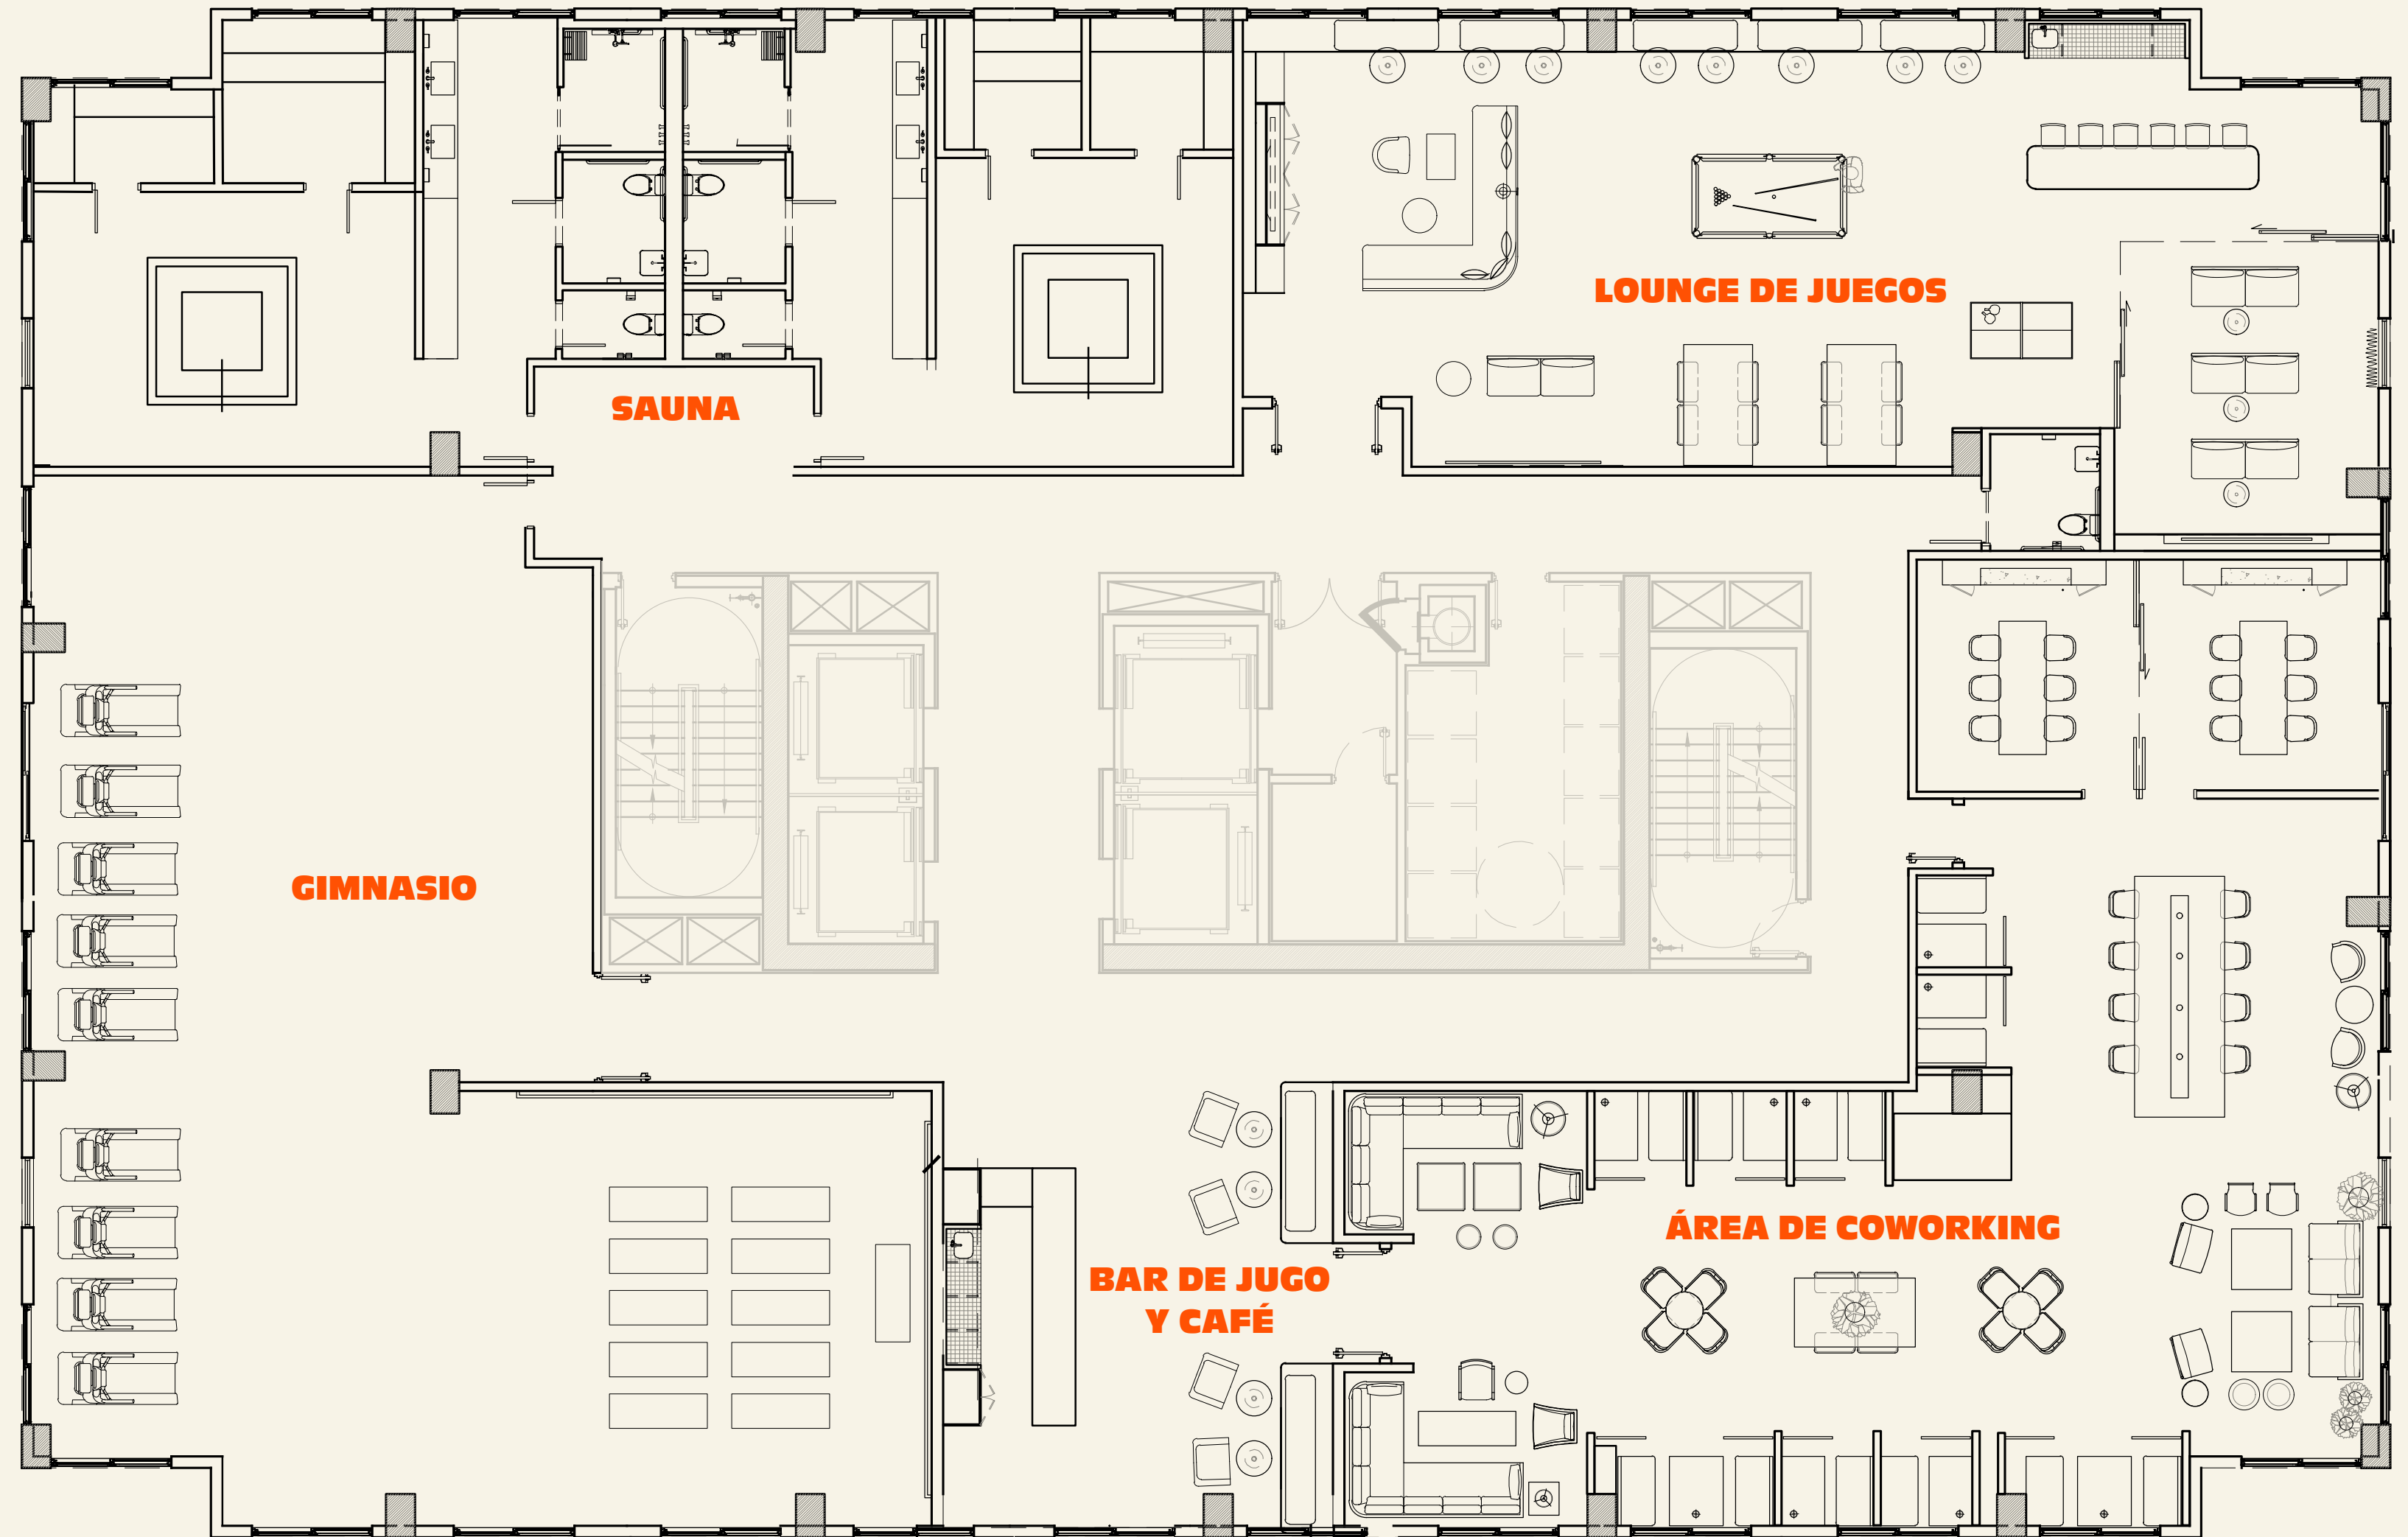 LOUNGE DE JUEGOS
SAUNA
GIMNASIO
ÁREA DE COWORKING
BAR DE JUGO
Y CAFÉ